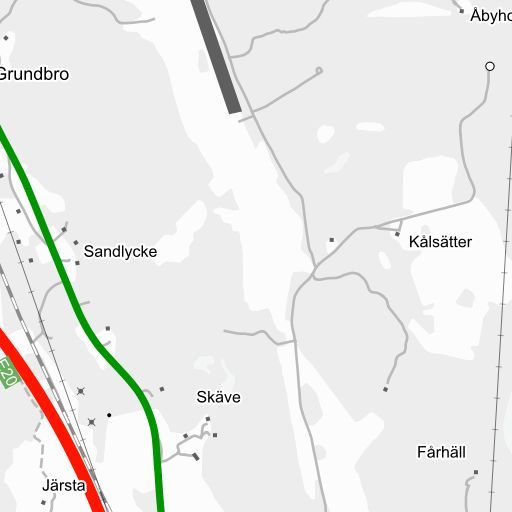 Åbyho
Grundbro
Kålsätter
Sandlycke
E20
Skäve
Fårhäll
Järsta